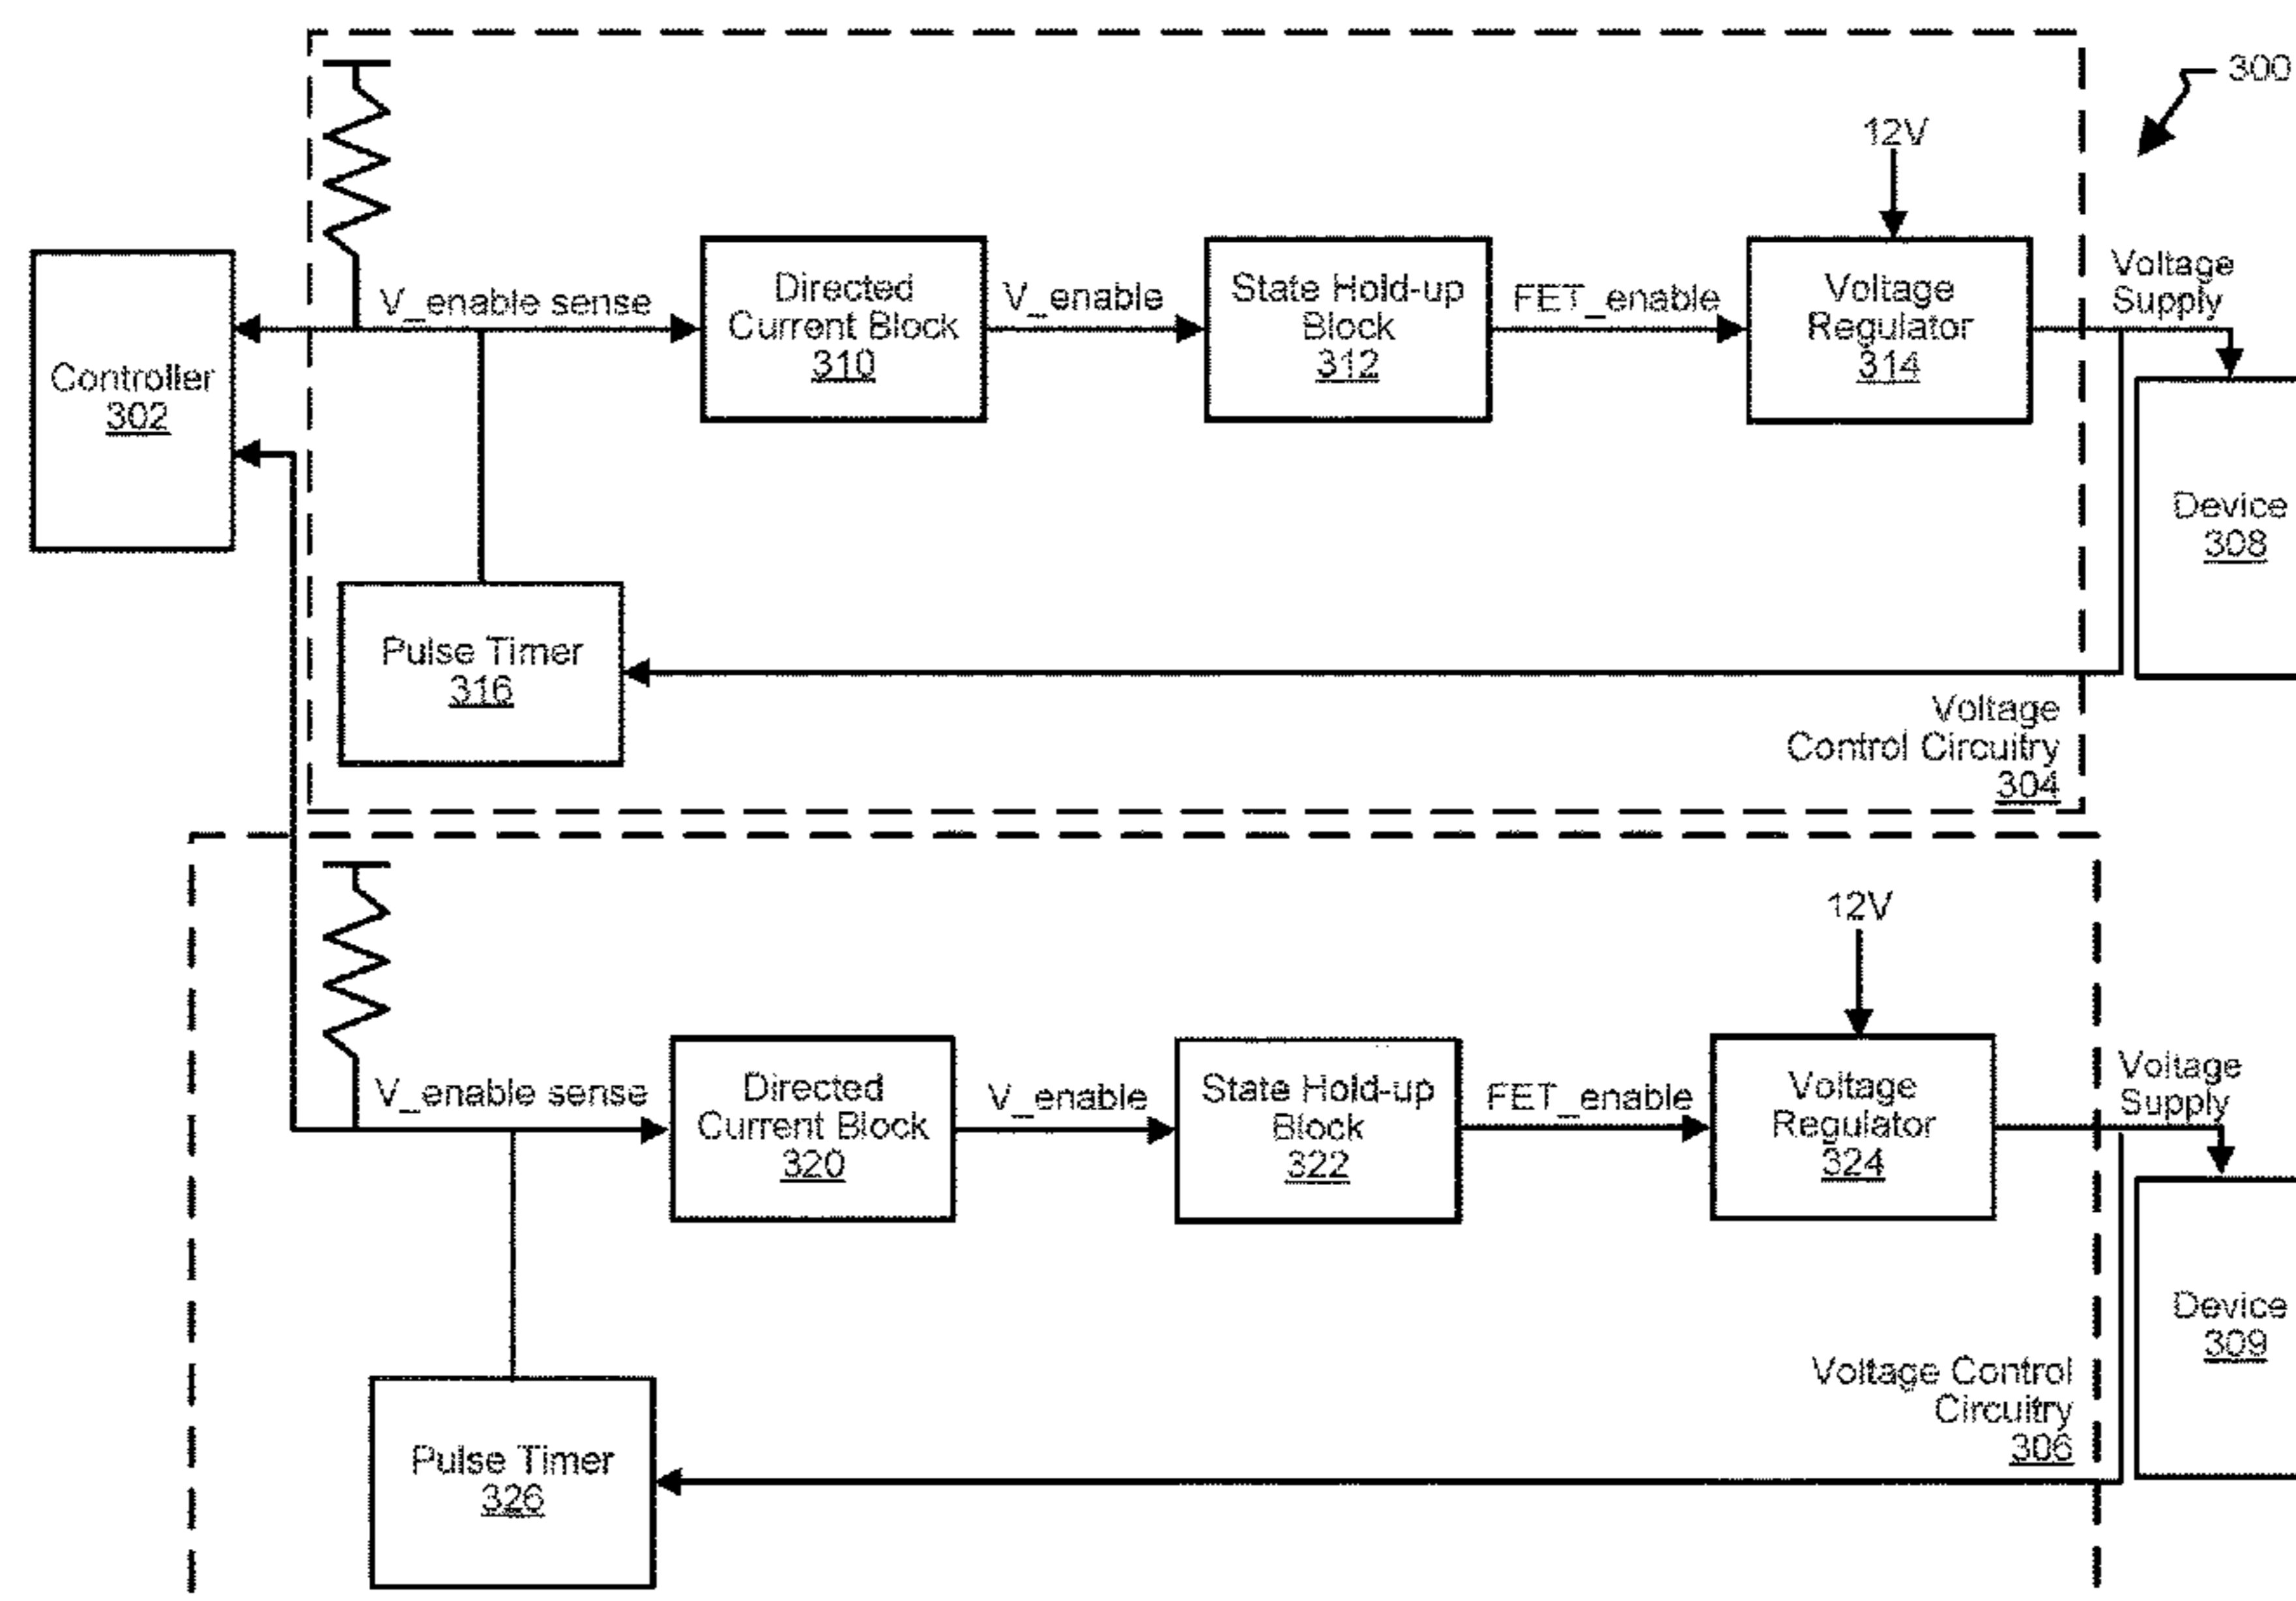 300
12V
V_enable sense
Directed
Current Block
310
V_enable
State Hold-up
Block
312
FET_enable
Voltage
Regulator
314
Voltage
Supply
Controller
302
Device
308
Pulse Timer
316
Voltage
Control Circuitry
304
12V
V_enable sense
Directed
Current Block
320
V_enable
State Hold-up
Block
322
FET_enable
Voltage
Regulator
324
Voltage
Supply
Device
309
Voltage Control
Circuitry
306
Pulse Timer
326